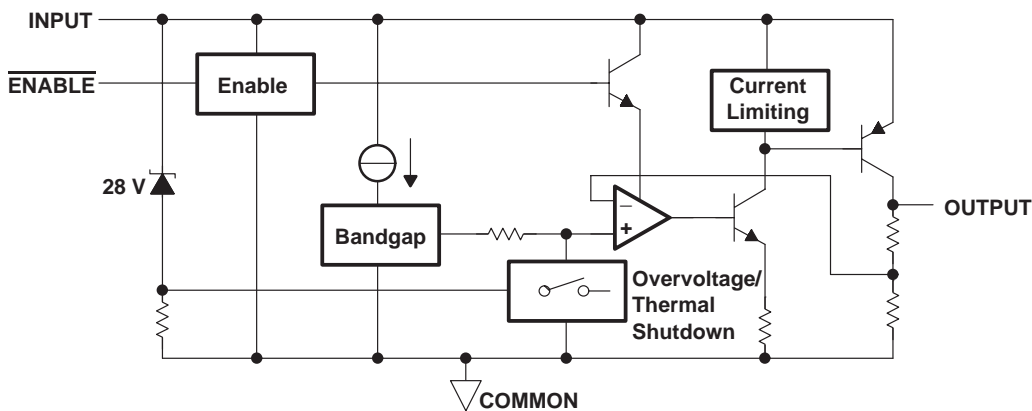 INPUT
ENABLE
Enable
Current
Limiting
28 V
OUTPUT
−
+
Bandgap
Overvoltage/
Thermal
Shutdown
COMMON